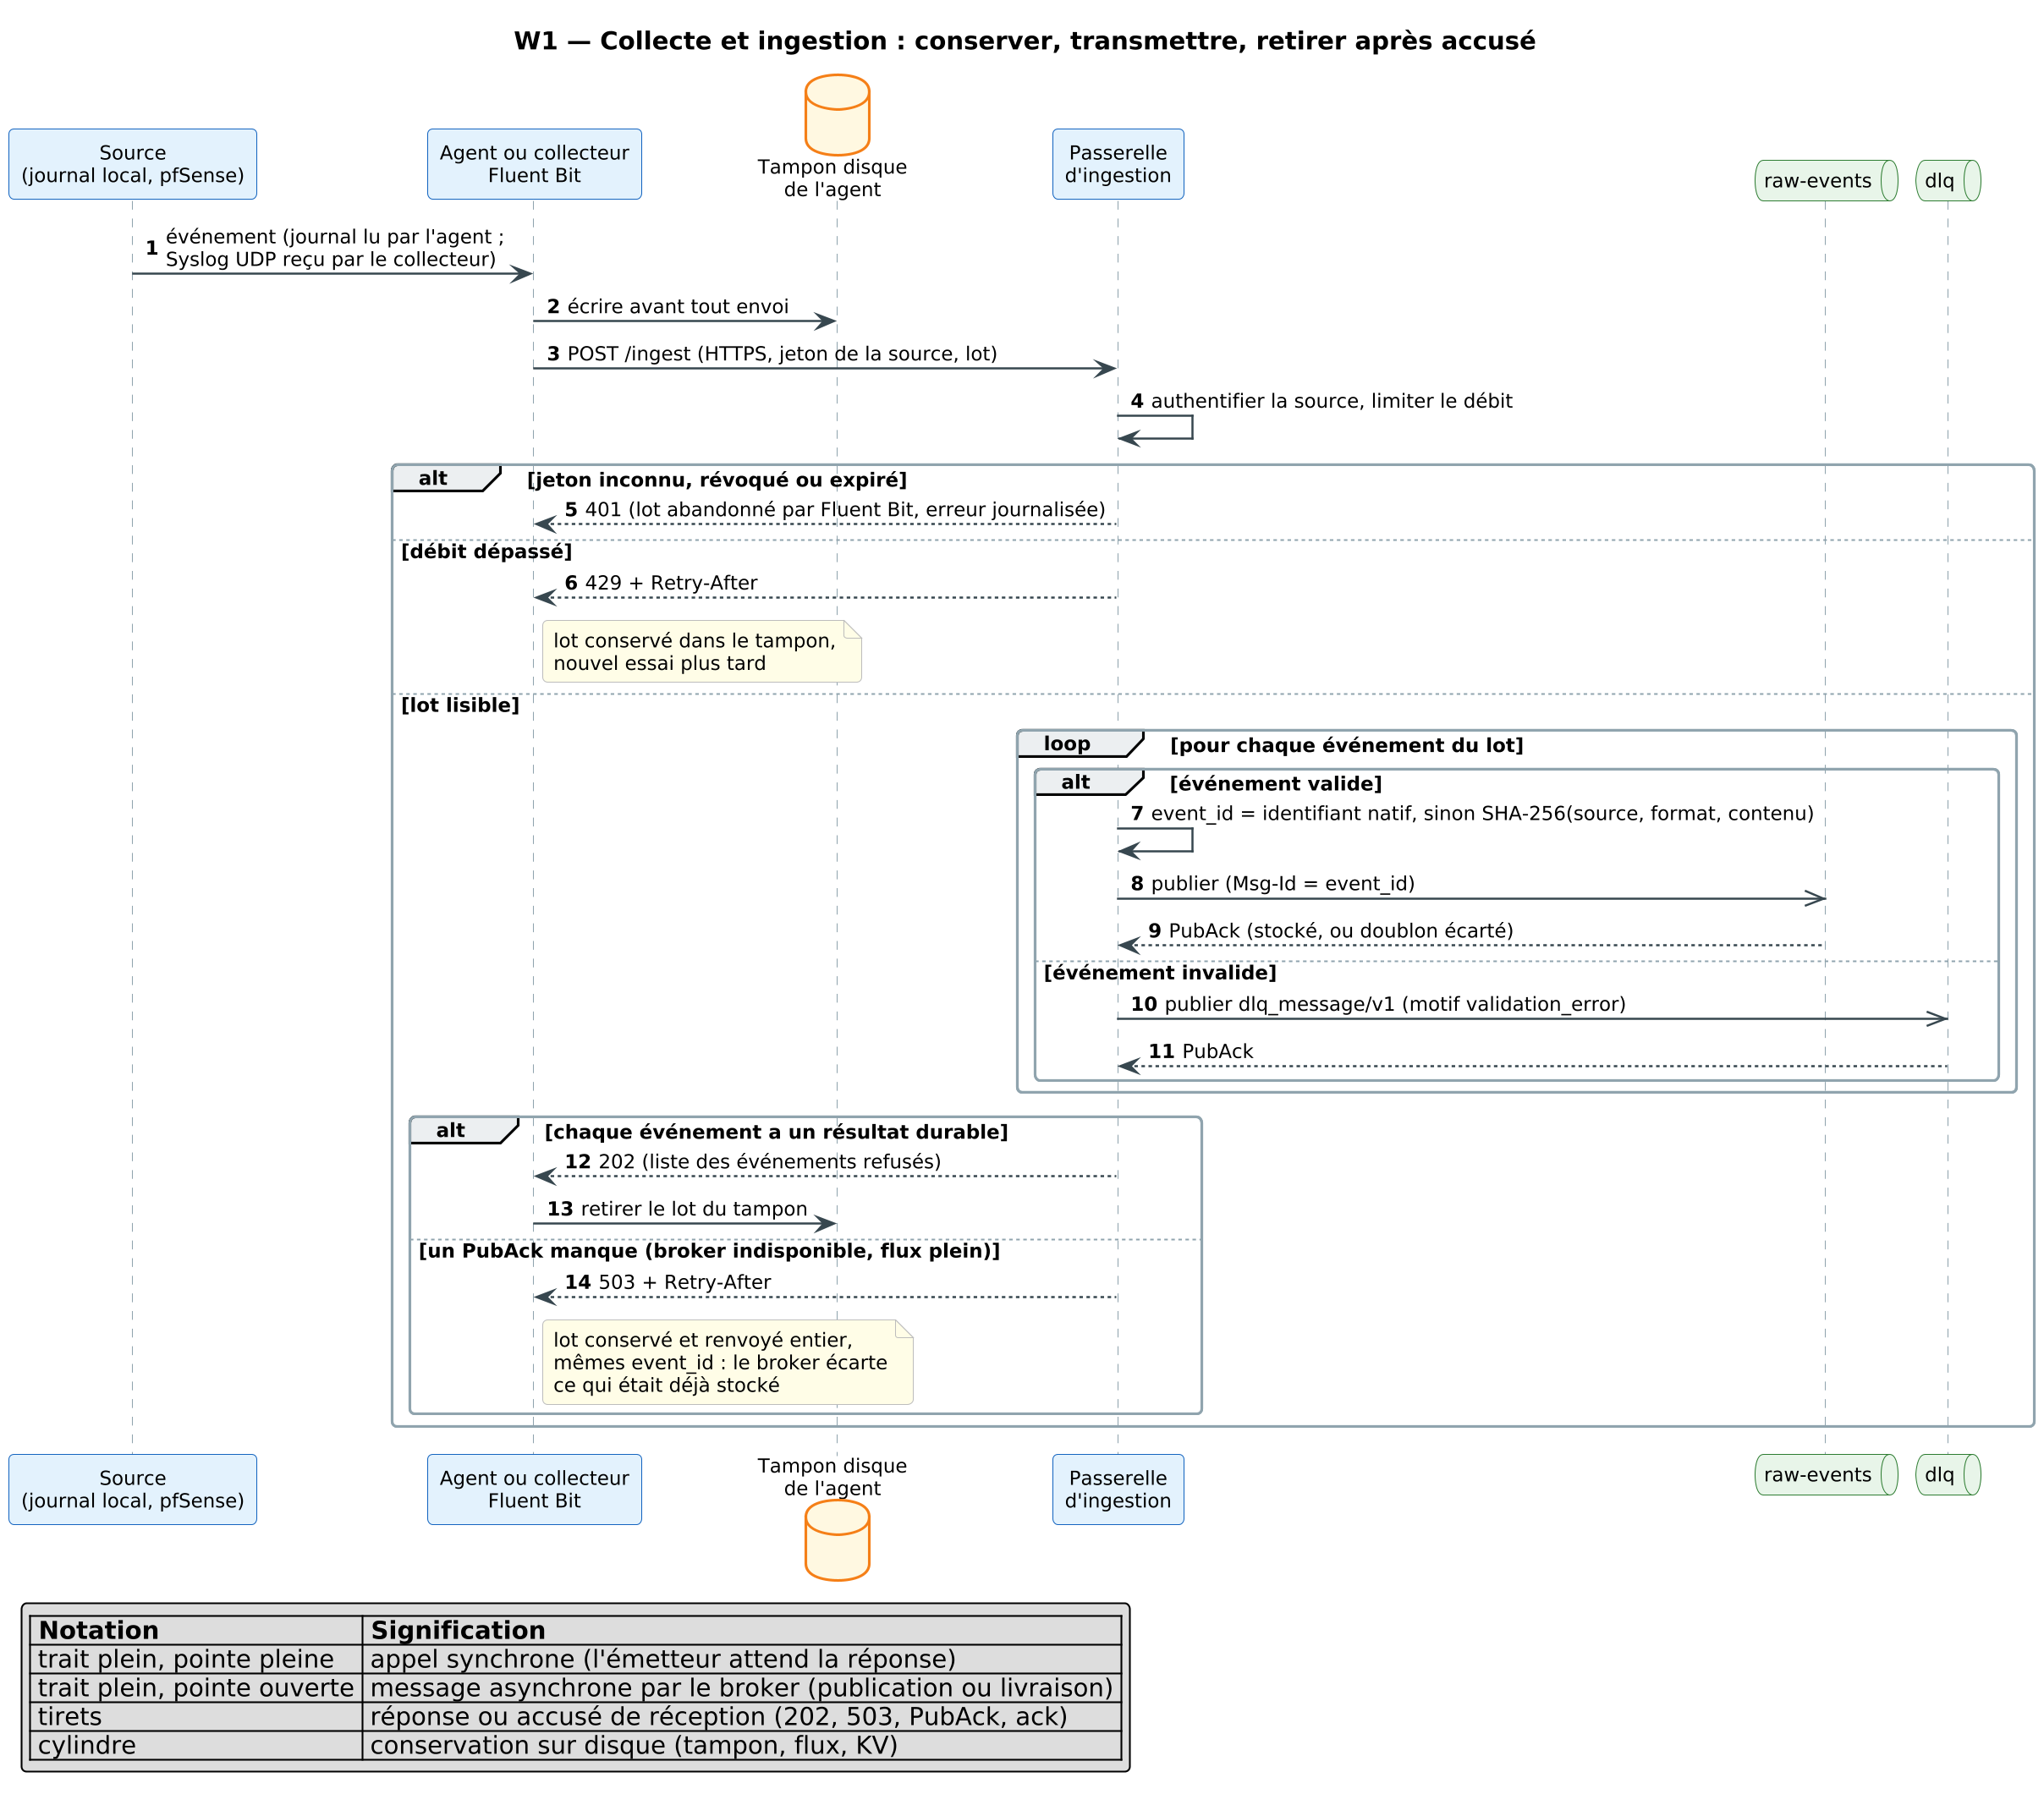 W1 — Collecte et ingestion : conserver, transmettre, retirer après accusé
Source
(journal local, pfSense)
Agent ou collecteur
Fluent Bit
Tampon disque
de l'agent
Passerelle
d'ingestion
raw-events
dlq
1 événement (journal lu par l'agent ;
Syslog UDP reçu par le collecteur)
2 écrire avant tout envoi
3 POST /ingest (HTTPS, jeton de la source, lot)
4 authentifier la source, limiter le débit
alt [jeton inconnu, révoqué ou expiré]
5 401 (lot abandonné par Fluent Bit, erreur journalisée)
[débit dépassé]
6 429 + Retry-After
lot conservé dans le tampon,
nouvel essai plus tard
[lot lisible]
loop [pour chaque événement du lot]
alt [événement valide]
7 event_id = identifiant natif, sinon SHA-256(source, format, contenu)
8 publier (Msg-Id = event_id)
9 PubAck (stocké, ou doublon écarté)
[événement invalide]
10 publier dlq_message/v1 (motif validation_error)
11 PubAck
alt [chaque événement a un résultat durable]
12 202 (liste des événements refusés)
13 retirer le lot du tampon
[un PubAck manque (broker indisponible, flux plein)]
14 503 + Retry-After
lot conservé et renvoyé entier,
mêmes event_id : le broker écarte
ce qui était déjà stocké
Source
(journal local, pfSense)
Agent ou collecteur
Fluent Bit
Tampon disque
de l'agent
Passerelle
d'ingestion
raw-events
dlq
Notation Signification
trait plein, pointe pleine appel synchrone (l'émetteur attend la réponse)
trait plein, pointe ouverte message asynchrone par le broker (publication ou livraison)
tirets réponse ou accusé de réception (202, 503, PubAck, ack)
cylindre conservation sur disque (tampon, flux, KV)